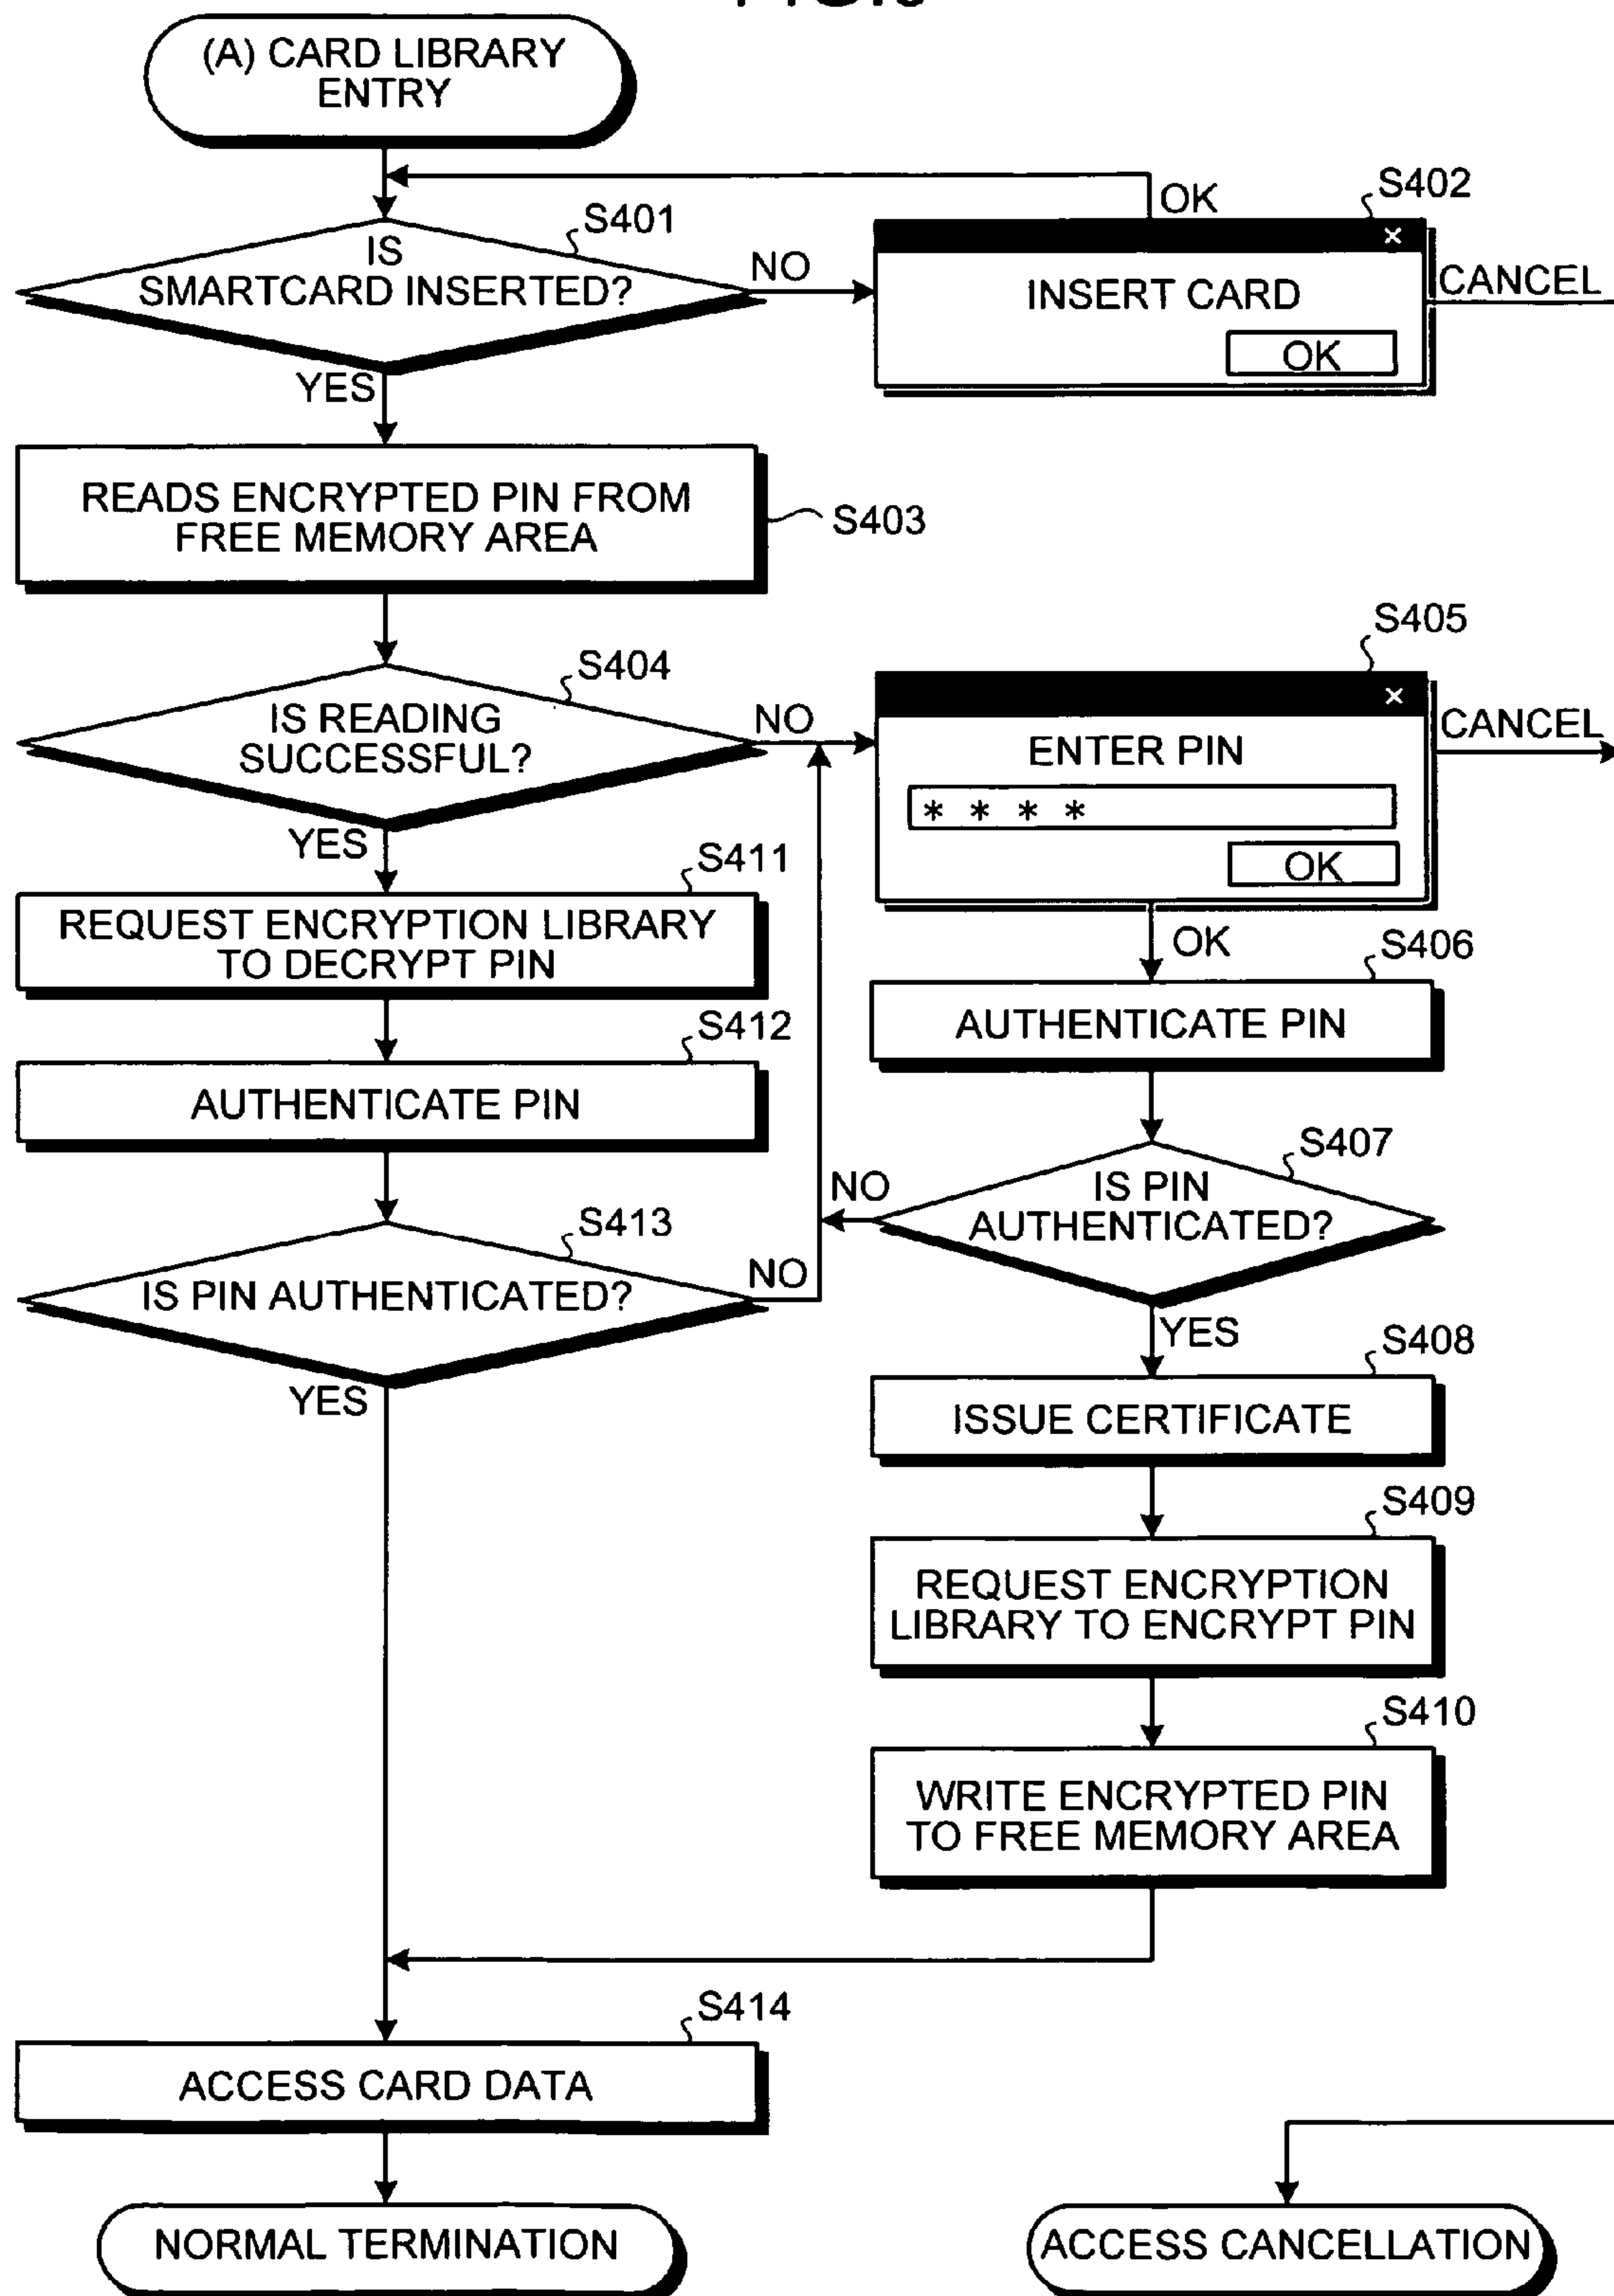 (A) CARD LIBRARY
ENTRY
S401
IS
SMARTCARD INSERTED?
NO
YES
OK
S402
×
INSERT CARD
OK
CANCEL
READS ENCRYPTED PIN FROM
FREE MEMORY AREA
S403
S404
IS READING
SUCCESSFUL?
NO
YES
S405
×
ENTER PIN
* * * *
OK
CANCEL
OK
S411
REQUEST ENCRYPTION LIBRARY
TO DECRYPT PIN
S406
AUTHENTICATE PIN
S412
AUTHENTICATE PIN
S407
IS PIN
AUTHENTICATED?
NO
YES
S413
IS PIN AUTHENTICATED?
NO
YES
S408
ISSUE CERTIFICATE
S409
REQUEST ENCRYPTION
LIBRARY TO ENCRYPT PIN
S410
WRITE ENCRYPTED PIN
TO FREE MEMORY AREA
S414
ACCESS CARD DATA
NORMAL TERMINATION
ACCESS CANCELLATION